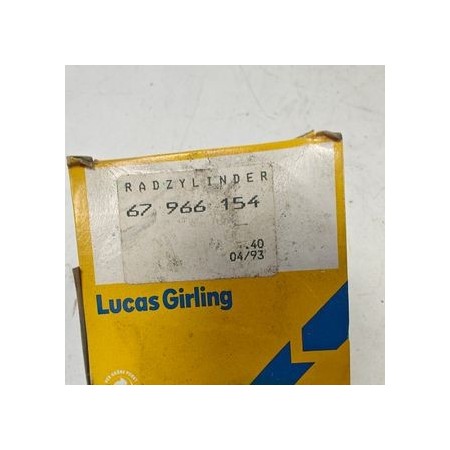 RADZYLINDER
67 966 154
.40
04/93
Lucas Girling